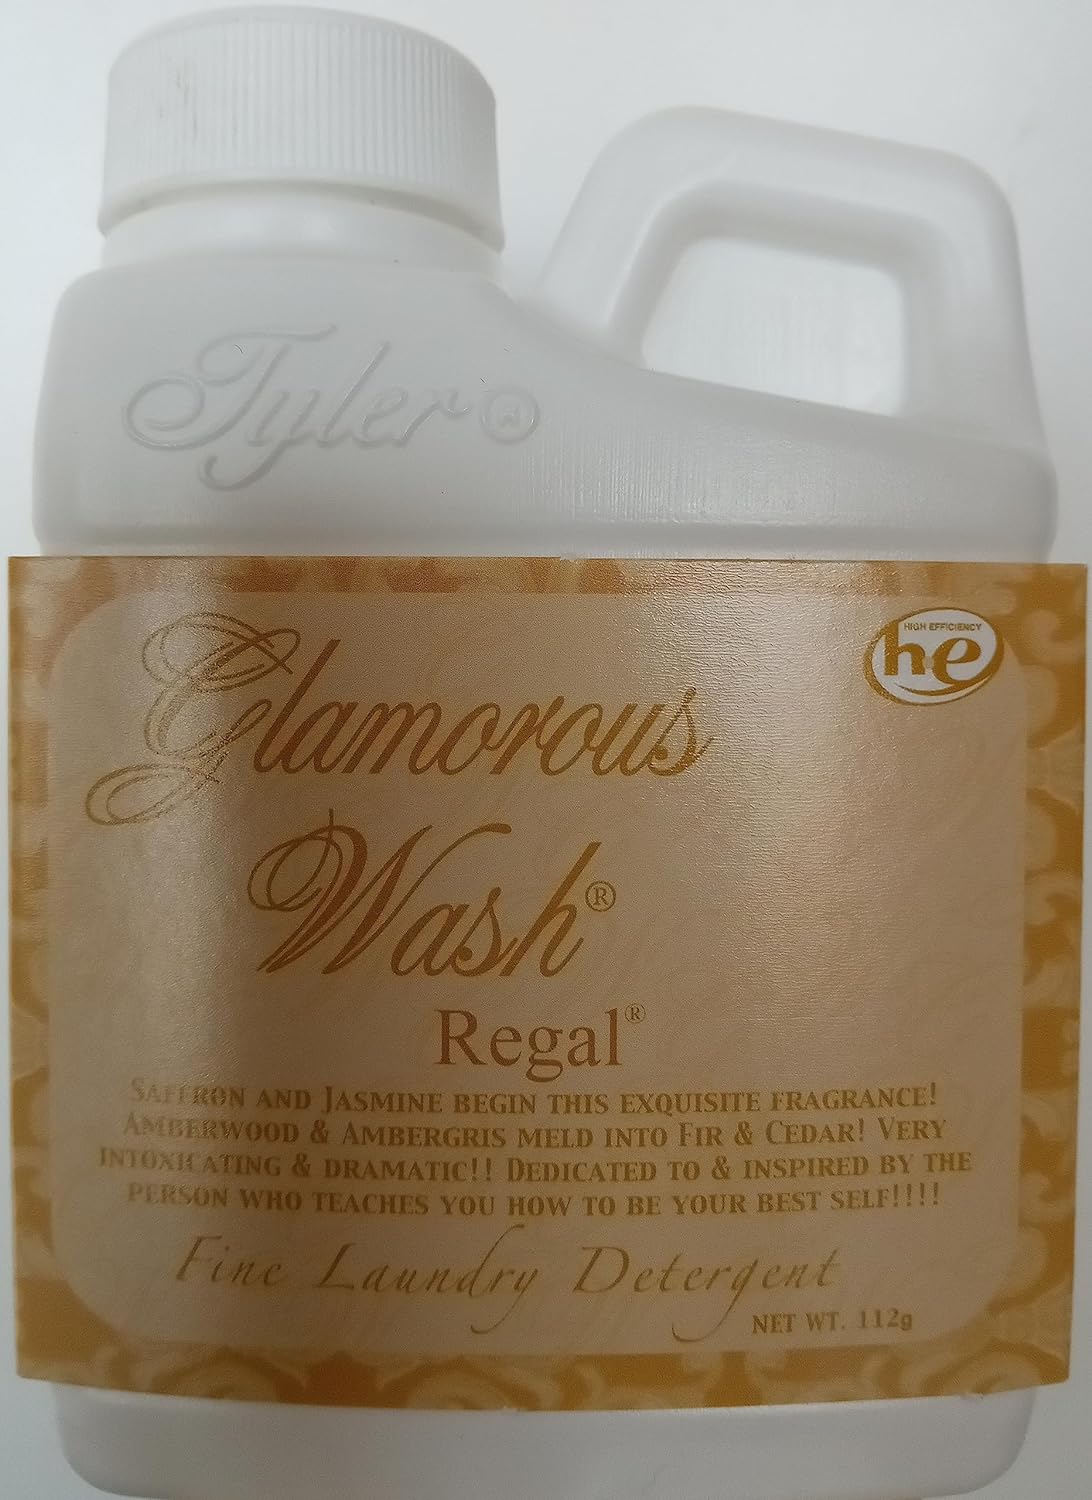 Tyler®
HIGH EFFICIENCY
he
Glamorous
Wash®
Regal®
SAFFRON AND JASMINE BEGIN THIS EXQUISITE FRAGRANCE!
AMBERWOOD & AMBERGRIS MELD INTO FIR & CEDAR! VERY
INTOXICATING & DRAMATIC!! DEDICATED TO & INSPIRED BY THE
PERSON WHO TEACHES YOU HOW TO BE YOUR BEST SELF!!!!
Fine Laundry Detergent
NET WT. 112g